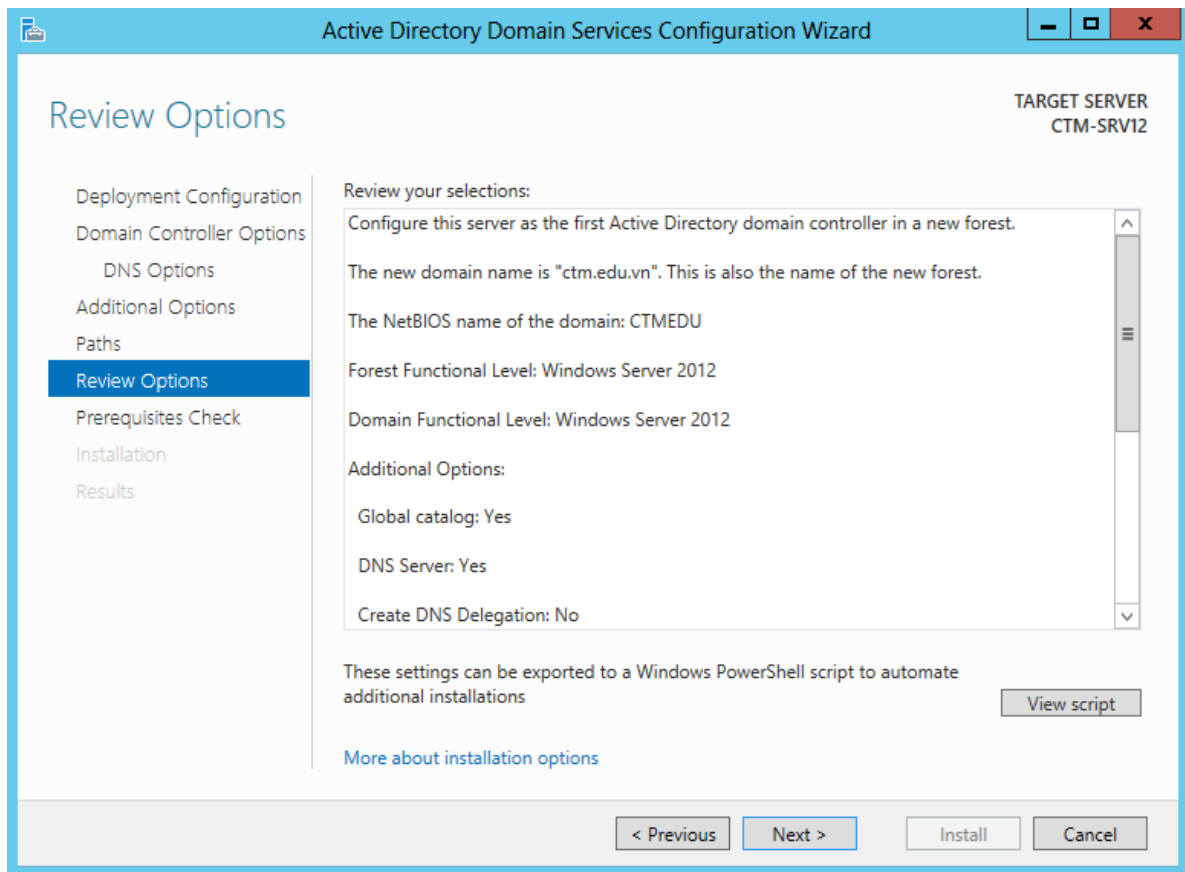 Active Directory Domain Services Configuration Wizard
Review Options
TARGET SERVER
CTM-SRV12
Deployment Configuration
Domain Controller Options
DNS Options
Additional Options
Paths
Review Options
Prerequisites Check
Installation
Results
Review your selections:
Configure this server as the first Active Directory domain controller in a new forest.
The new domain name is "ctm.edu.vn". This is also the name of the new forest.
The NetBIOS name of the domain: CTMEDU
Forest Functional Level: Windows Server 2012
Domain Functional Level: Windows Server 2012
Additional Options:
Global catalog: Yes
DNS Server: Yes
Create DNS Delegation: No
These settings can be exported to a Windows PowerShell script to automate
additional installations
View script
More about installation options
< Previous
Next >
Install
Cancel